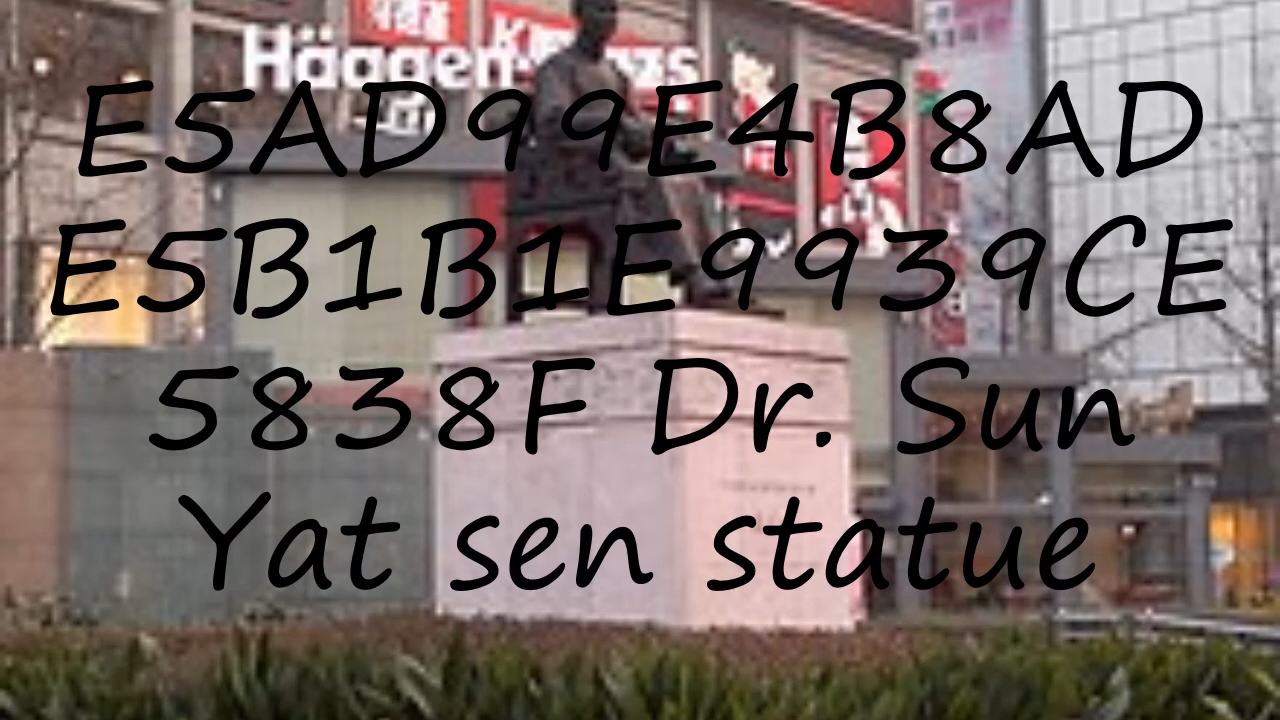 Häagen-Dazs
E5AD99E4B8AD
E5B1B1E9939CE
5838F Dr. Sun
Yat sen statue